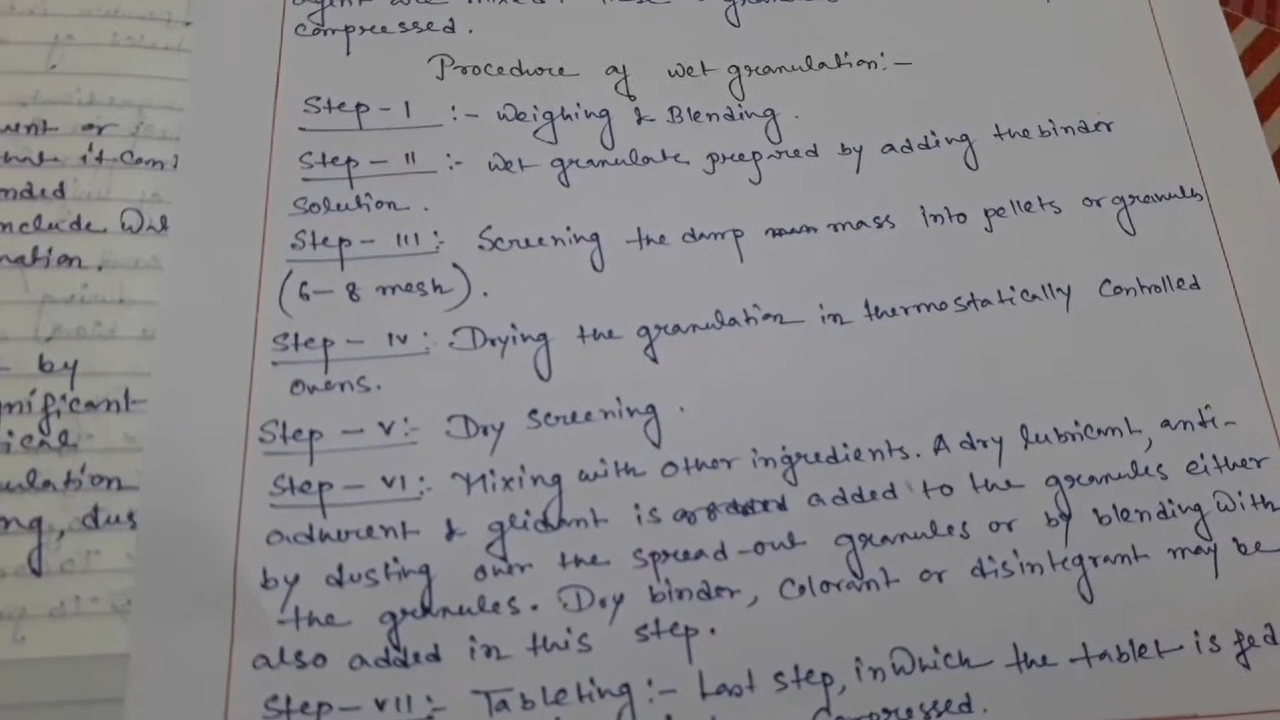 compressed.
Procedure of wet granulation:-
Step-I :- Weighing & Blending.
Step-II :- Wet granulate prepared by adding the binder
solution.
Step-III:- Screening the damp mass into pellets or granules
(6-8 mesh).
Step-IV:- Drying the granulation in thermostatically controlled
ovens.
Step-V:- Dry screening.
Step-VI:- Mixing with other ingredients. A dry lubricant, anti-
adherent & glidant is added to the granules either
by dusting over the spread-out granules or by blending with
the granules. Dry binder, colorant or disintegrant may be
also added in this step.
Step-VII:- Tableting:- Last step, in which the tablet is fed
compressed.
or
nded
nclude
by